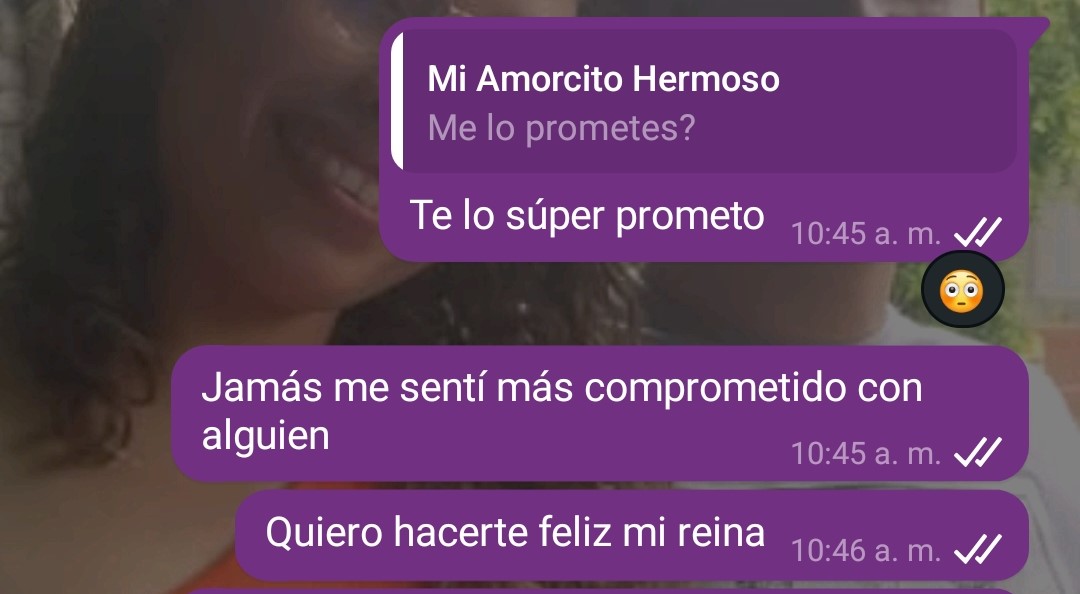 Mi Amorcito Hermoso
Me lo prometes?
Te lo súper prometo
10:45 a. m.
Jamás me sentí más comprometido con
alguien
10:45 a. m.
Quiero hacerte feliz mi reina
10:46 a. m.